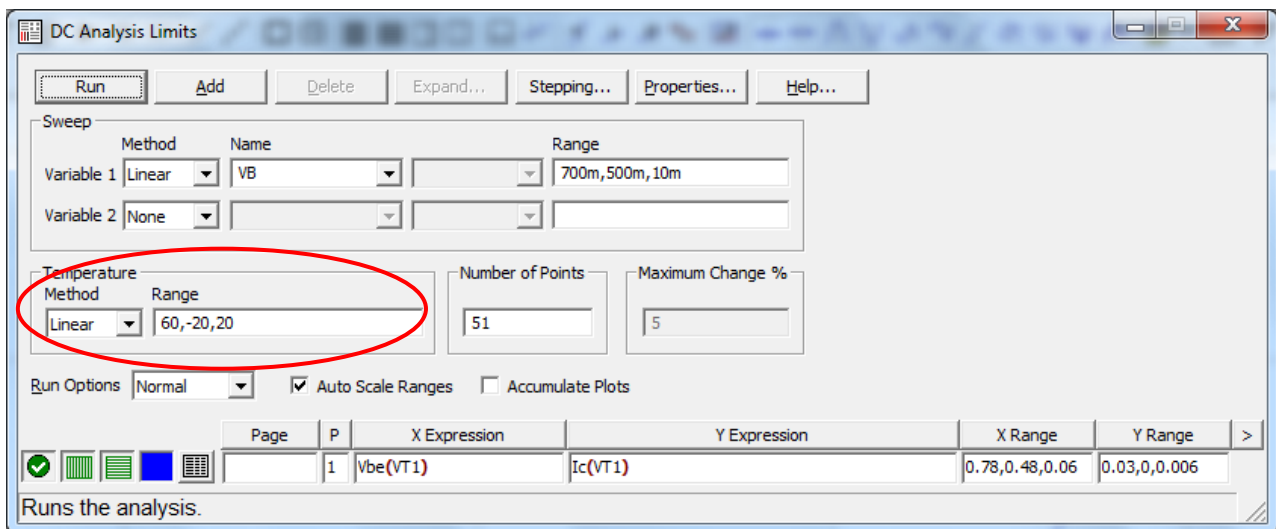 DC Analysis Limits
Run Add Delete Expand... Stepping... Properties... Help...
Sweep
Method Name Range
Variable 1 Linear VB 700m,500m,10m
Variable 2 None
Temperature Number of Points Maximum Change %
Method Range
Linear 60,-20,20 51 5
Run Options Normal Auto Scale Ranges Accumulate Plots
Page P X Expression Y Expression X Range Y Range >
1 Vbe(VT1) Ic(VT1) 0.78,0.48,0.06 0.03,0,0.006
Runs the analysis.